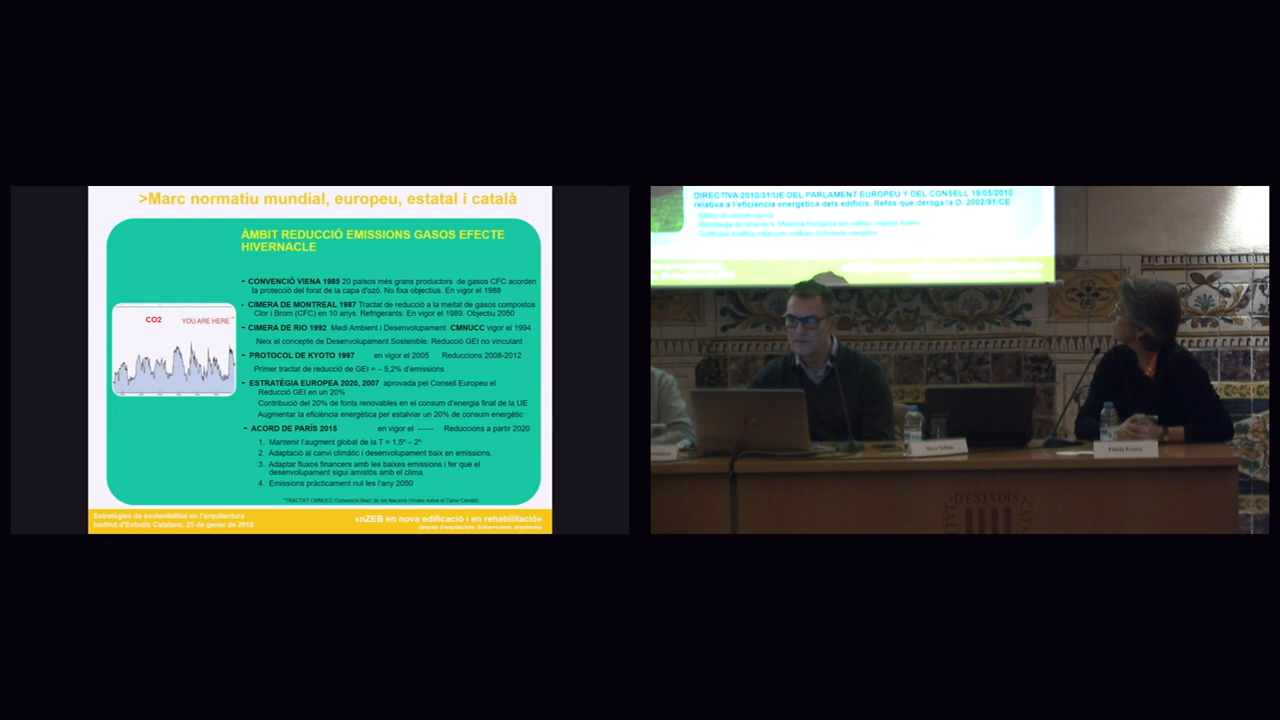 >Marc normatiu mundial, europeu, estatal i català
ÀMBIT REDUCCIÓ EMISSIONS GASOS EFECTE
HIVERNACLE
- CONVENCIÓ VIENA 1985 20 països més grans productors de gasos CFC acorden
la protecció del forat de la capa d'ozó. No fixa objectius. En vigor el 1988
- CIMERA DE MONTREAL 1987 Tractat de reducció a la meitat de gasos compostos
Clor i Brom (CFC) en 10 anys. Refrigerants. En vigor el 1989. Objectiu 2050
- CIMERA DE RIO 1992 Medi Ambient i Desenvolupament CMNUCC vigor el 1994
Neix el concepte de Desenvolupament Sostenible. Reducció GEI no vinculant
- PROTOCOL DE KYOTO 1997 en vigor el 2005 Reduccions 2008-2012
Primer tractat de reducció de GEI = – 5,2% d'emissions
- ESTRATÈGIA EUROPEA 2020, 2007 aprovada pel Consell Europeu el
Reducció GEI en un 20%
Contribució del 20% de fonts renovables en el consum d'energia final de la UE
Augmentar la eficiència energètica per estalviar un 20% de consum energètic
- ACORD DE PARÍS 2015 en vigor el —— Reduccions a partir 2020
1. Mantenir l'augment global de la T = 1,5º – 2º
2. Adaptació al canvi climàtic i desenvolupament baix en emissions.
3. Adaptar fluxos financers amb les baixes emissions i fer que el
desenvolupament sigui amistós amb el clima.
4. Emissions pràcticament nul·les l'any 2050
*TRACTAT CMNUCC Convenció Marc de les Nacions Unides sobre el Canvi Climàtic
CO2
YOU ARE HERE
Estratègies de sostenibilitat en l'arquitectura
Institut d'Estudis Catalans, 25 de gener de 2018
«nZEB en nova edificació i en rehabilitació»
DIRECTIVA 2010/31/UE DEL PARLAMENT EUROPEU Y DEL CONSELL 19/05/2010
relativa a l'eficiència energètica dels edificis. Refós que deroga la D. 2002/91/CE